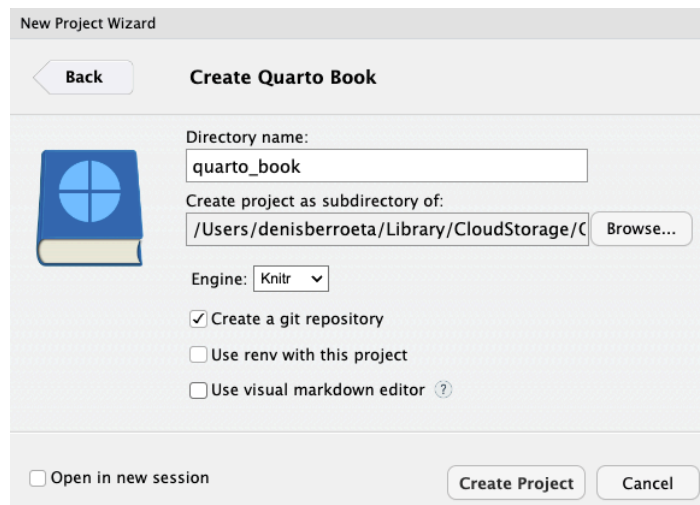 New Project Wizard
Back
Create Quarto Book
Directory name:
quarto_book
Create project as subdirectory of:
/Users/denisberroeta/Library/CloudStorage/
Browse...
Engine: Knitr
Create a git repository
Use renv with this project
Use visual markdown editor ?
Open in new session
Create Project
Cancel